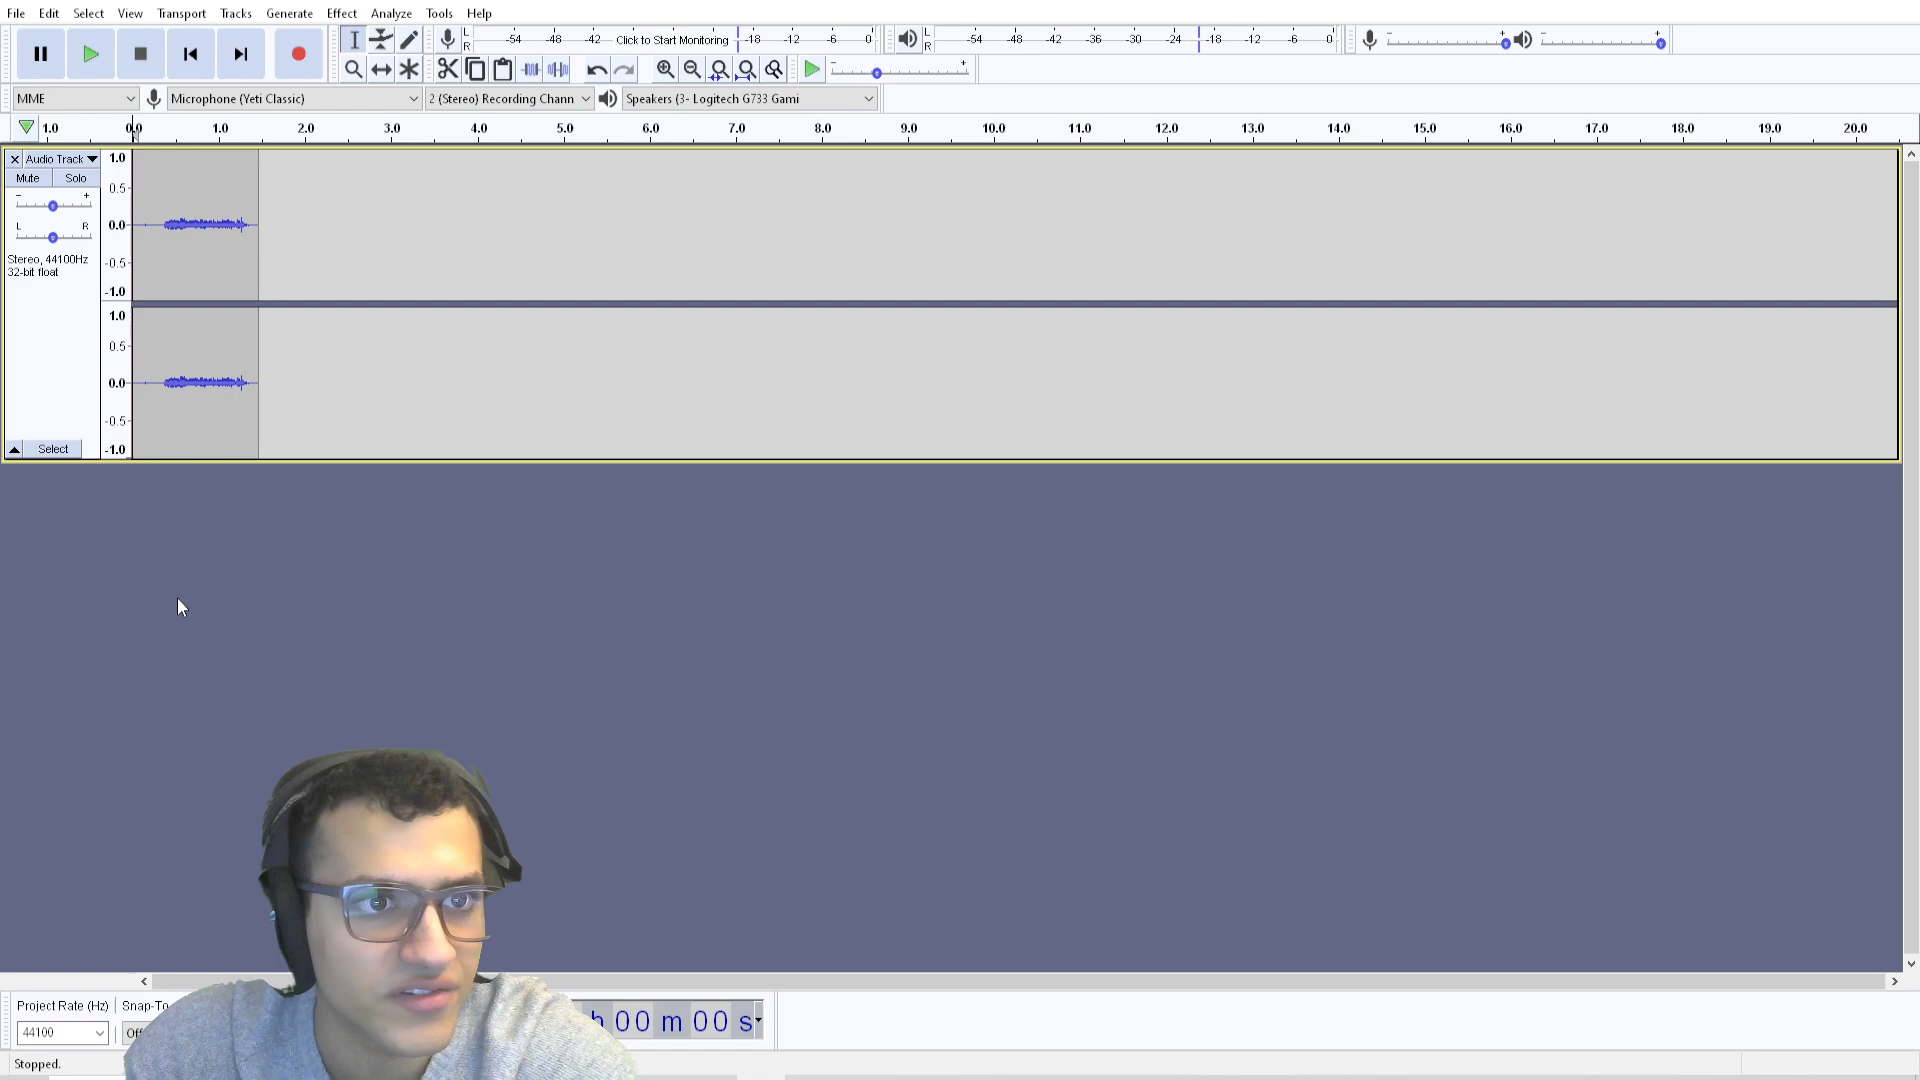 File Edit Select View Transport Tracks Generate Effect Analyze Tools Help
L R -54 -48 -42 Click to Start Monitoring -18 -12 -6 0
L R -54 -48 -42 -36 -30 -24 -18 -12 -6 0
- +
- +
- +
MME Microphone (Yeti Classic) 2 (Stereo) Recording Chann Speakers (3- Logitech G733 Gami
1.0 0.0 1.0 2.0 3.0 4.0 5.0 6.0 7.0 8.0 9.0 10.0 11.0 12.0 13.0 14.0 15.0 16.0 17.0 18.0 19.0 20.0
Audio Track
Mute Solo
- +
L R
Stereo, 44100Hz
32-bit float
Select
1.0
0.5
0.0
-0.5
-1.0
1.0
0.5
0.0
-0.5
-1.0
Project Rate (Hz) Snap-To
44100 Of
h 00 m 00 s
Stopped.